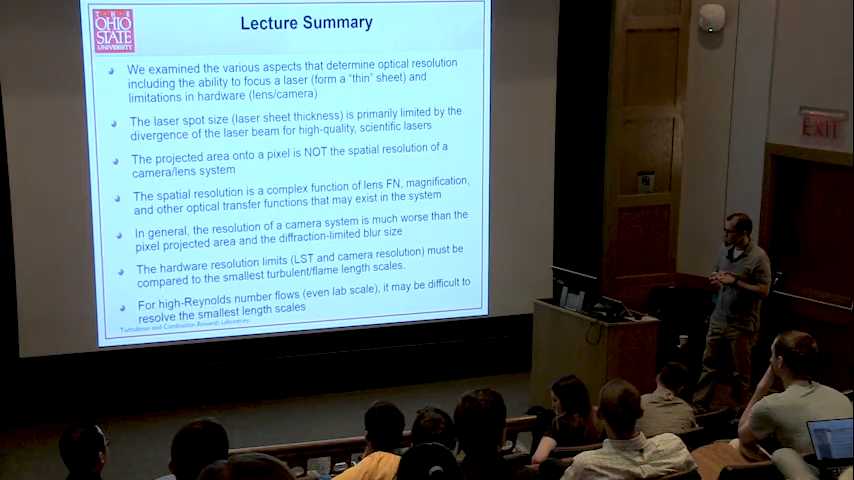 THE
OHIO
STATE
UNIVERSITY
Lecture Summary
We examined the various aspects that determine optical resolution
including the ability to focus a laser (form a "thin" sheet) and
limitations in hardware (lens/camera)
The laser spot size (laser sheet thickness) is primarily limited by the
divergence of the laser beam for high-quality, scientific lasers
The projected area onto a pixel is NOT the spatial resolution of a
camera/lens system
The spatial resolution is a complex function of lens FN, magnification,
and other optical transfer functions that may exist in the system
In general, the resolution of a camera system is much worse than the
pixel projected area and the diffraction-limited blur size
The hardware resolution limits (LST and camera resolution) must be
compared to the smallest turbulent/flame length scales.
For high-Reynolds number flows (even lab scale), it may be difficult to
resolve the smallest length scales
Turbulence and Combustion Research Laboratory
EXIT